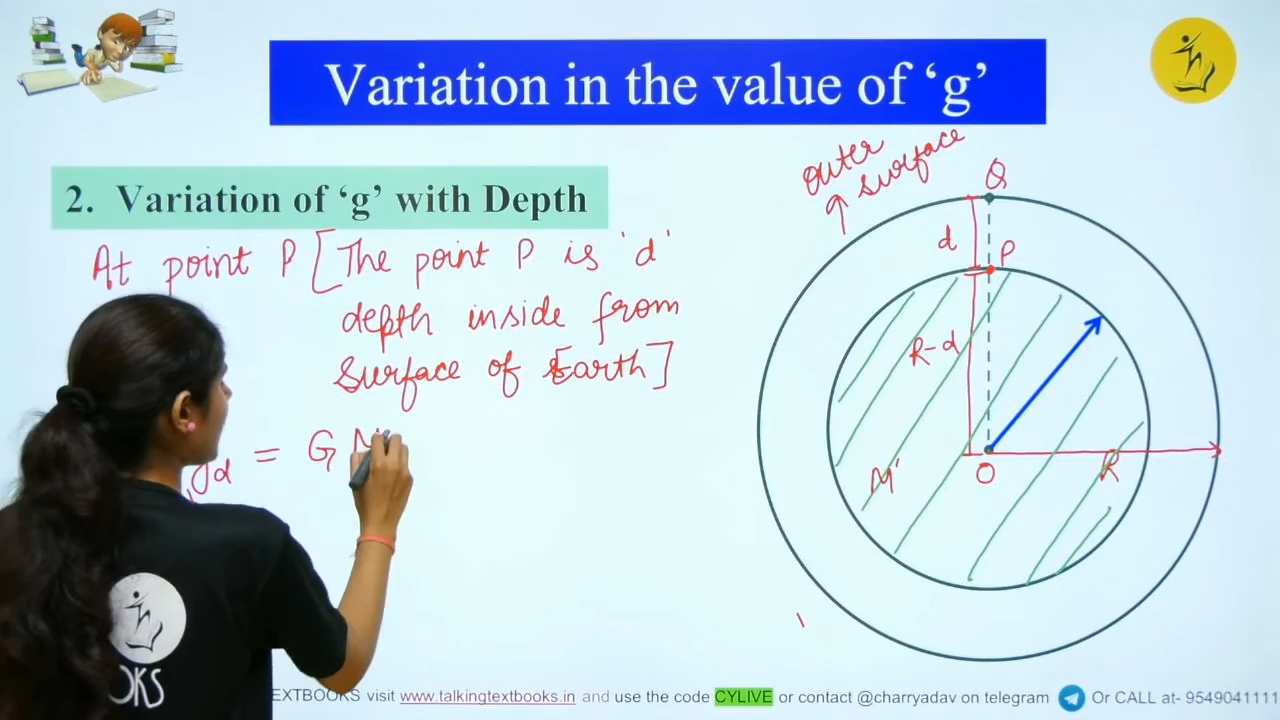 Variation in the value of ‘g’
outer
surface
2. Variation of ‘g’ with Depth
At point P [The point P is 'd'
depth inside from
surface of Earth]
gd = G M'
Q
d
P
R-d
M'
O
R
OKS
EXTBOOKS visit www.talkingtextbooks.in and use the code CYLIVE or contact @charryadav on telegram Or CALL at- 9549041111